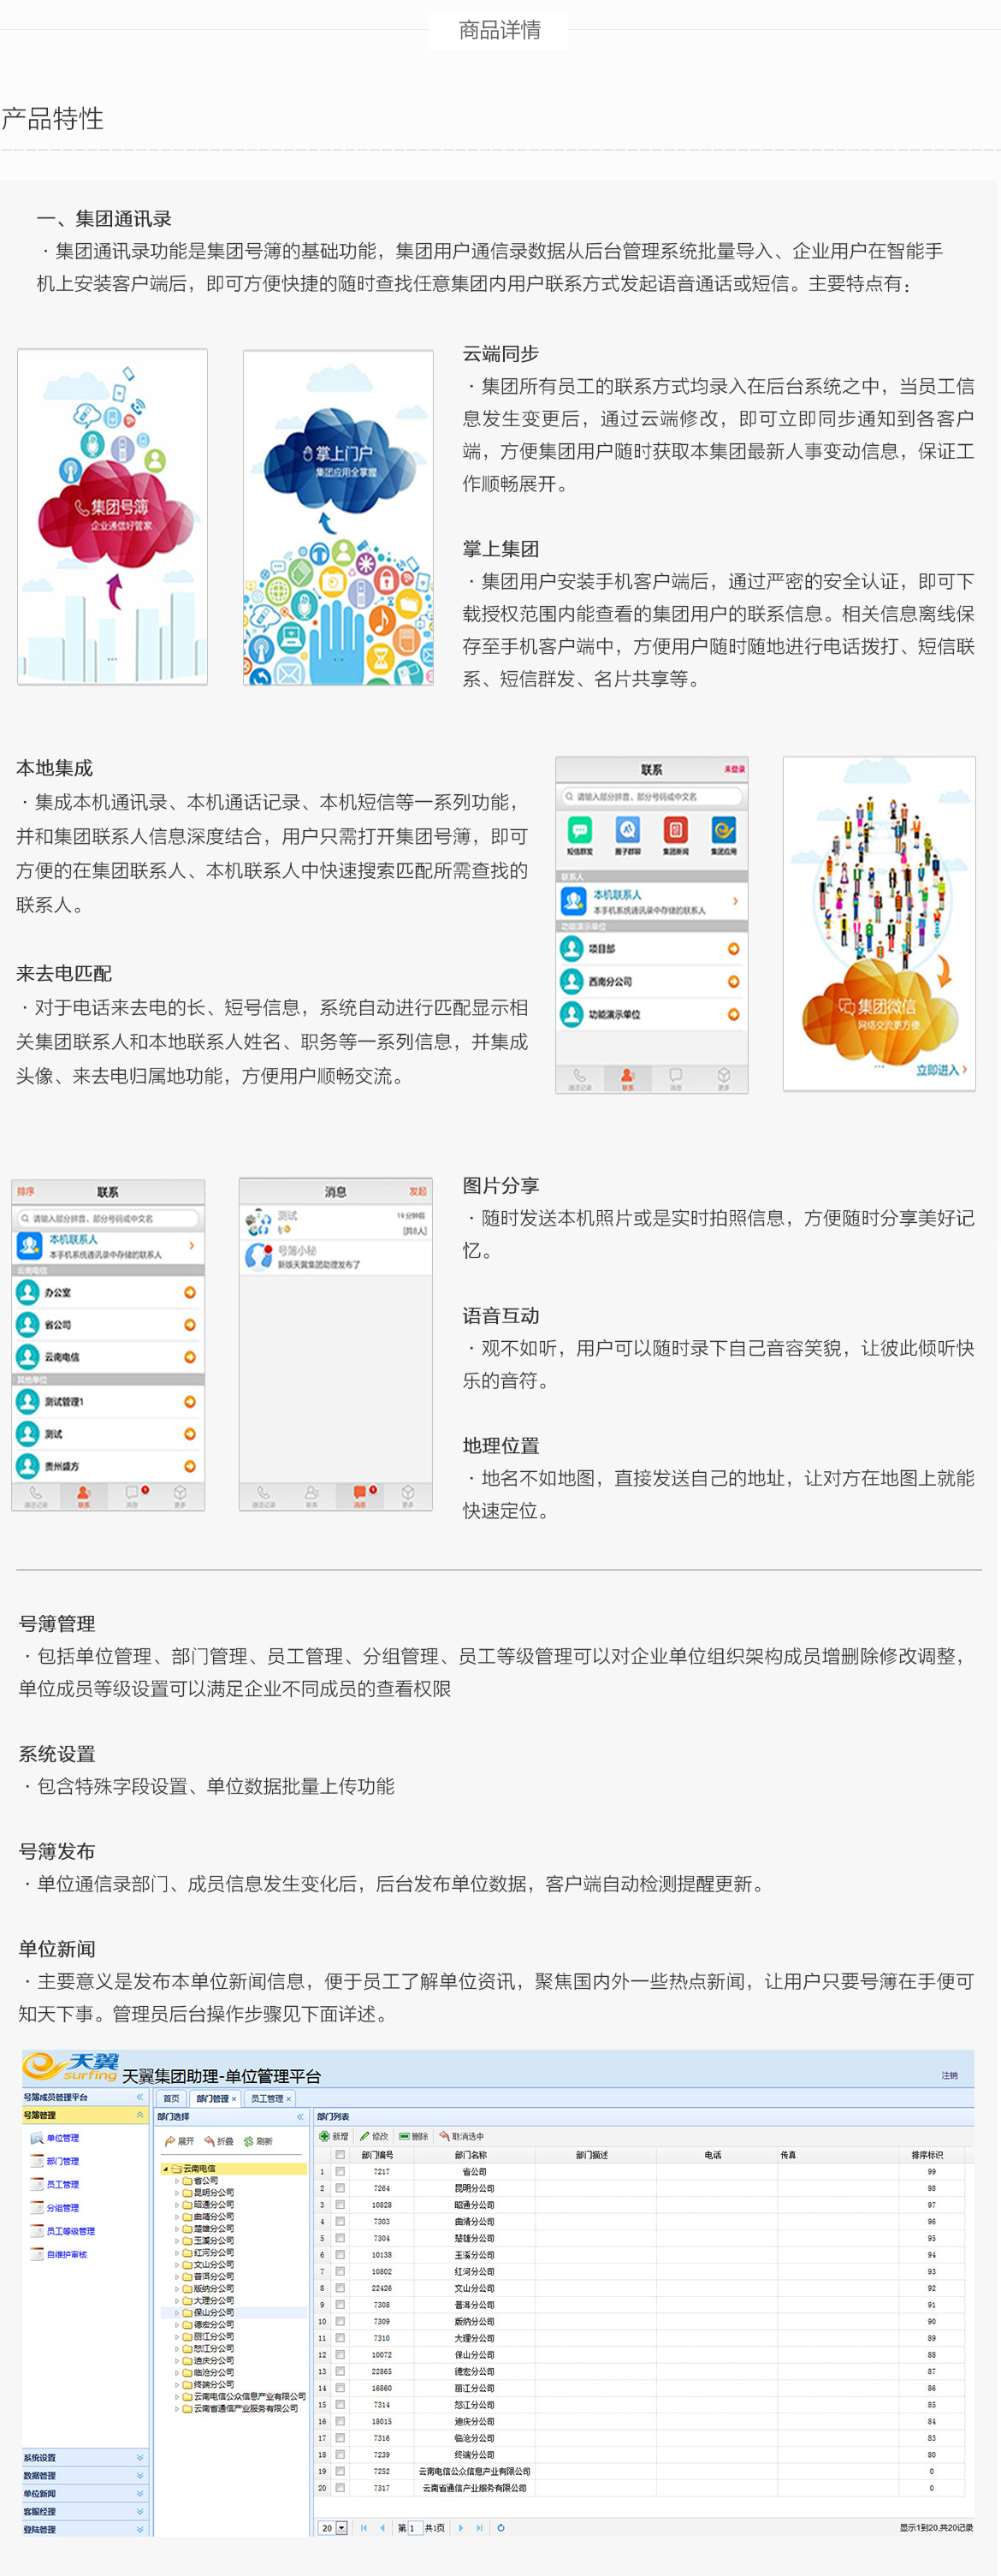 商品详情
产品特性
一、集团通讯录
· 集团通讯录功能是集团号簿的基础功能，集团用户通信录数据从后台管理系统批量导入、企业用户在智能手
机上安装客户端后，即可方便快捷的随时查找任意集团内用户联系方式发起语音通话或短信。主要特点有：
集团号簿
企业通信好管家
掌上门户
集团应用全掌握
云端同步
· 集团所有员工的联系方式均录入在后台系统之中，当员工信
息发生变更后，通过云端修改，即可立即同步通知到各客户
端，方便集团用户随时获取本集团最新人事变动信息，保证工
作顺畅展开。
掌上集团
· 集团用户安装手机客户端后，通过严密的安全认证，即可下
载授权范围内能查看的集团用户的联系信息。相关信息离线保
存至手机客户端中，方便用户随时随地进行电话拨打、短信联
系、短信群发、名片共享等。
本地集成
· 集成本机通讯录、本机通话记录、本机短信等一系列功能，
并和集团联系人信息深度结合，用户只需打开集团号簿，即可
方便的在集团联系人、本机联系人中快速搜索匹配所需查找的
联系人。
来去电匹配
· 对于电话来去电的长、短号信息，系统自动进行匹配显示相
关集团联系人和本地联系人姓名、职务等一系列信息，并集成
头像、来去电归属地功能，方便用户顺畅交流。
联系 未登录
请输入部分拼音、部分号码或中文名
短信群发 圈子群聊 集团新闻 集团应用
联系人
本机联系人
本手机系统通讯录中存储的联系人
功能演示单位
项目部
西南分公司
功能演示单位
通话记录 联系 消息 更多
集团微信
网络交流更方便
立即进入
排序 联系
请输入部分拼音、部分号码或中文名
本机联系人
本手机系统通讯录中存储的联系人
云南电信
办公室
省公司
云南电信
其他单位
测试管理1
测试
贵州盛方
通话记录 联系 消息 更多
消息 发起
测试 19分钟前
[共8人]
号簿小秘
新版天翼集团助理发布了
通话记录 联系 消息 更多
图片分享
· 随时发送本机照片或是实时拍照信息，方便随时分享美好记
忆。
语音互动
· 观不如听，用户可以随时录下自己音容笑貌，让彼此倾听快
乐的音符。
地理位置
· 地名不如地图，直接发送自己的地址，让对方在地图上就能
快速定位。
号簿管理
· 包括单位管理、部门管理、员工管理、分组管理、员工等级管理可以对企业单位组织架构成员增删除修改调整，
单位成员等级设置可以满足企业不同成员的查看权限
系统设置
· 包含特殊字段设置、单位数据批量上传功能
号簿发布
· 单位通信录部门、成员信息发生变化后，后台发布单位数据，客户端自动检测提醒更新。
单位新闻
· 主要意义是发布本单位新闻信息，便于员工了解单位资讯，聚焦国内外一些热点新闻，让用户只要号簿在手便可
知天下事。管理员后台操作步骤见下面详述。
天翼
surfing 天翼集团助理-单位管理平台 注销
号簿成员管理平台
号簿管理
单位管理
部门管理
员工管理
分组管理
员工等级管理
自维护审核
系统设置
数据管理
单位新闻
客服经理
登陆管理
首页 部门管理 × 员工管理 ×
部门选择
展开 折叠 刷新
云南电信
省公司
昆明分公司
昭通分公司
曲靖分公司
楚雄分公司
玉溪分公司
红河分公司
文山分公司
普洱分公司
版纳分公司
大理分公司
保山分公司
德宏分公司
丽江分公司
怒江分公司
迪庆分公司
临沧分公司
终端分公司
云南电信公众信息产业有限公司
云南省通信产业服务有限公司
部门列表
新增 修改 删除 取消选中
部门编号 部门名称 部门描述 电话 传真 排序标识
1 7217 省公司 99
2 7264 昆明分公司 98
3 10828 昭通分公司 97
4 7303 曲靖分公司 96
5 7304 楚雄分公司 95
6 10138 玉溪分公司 94
7 10802 红河分公司 93
8 22426 文山分公司 92
9 7308 普洱分公司 91
10 7309 版纳分公司 90
11 7310 大理分公司 89
12 10072 保山分公司 88
13 22865 德宏分公司 87
14 16860 丽江分公司 86
15 7314 怒江分公司 85
16 18015 迪庆分公司 84
17 7316 临沧分公司 83
18 7239 终端分公司 80
19 7252 云南电信公众信息产业有限公司 0
20 7317 云南省通信产业服务有限公司 0
20 第 1 共1页 显示1到20,共20记录